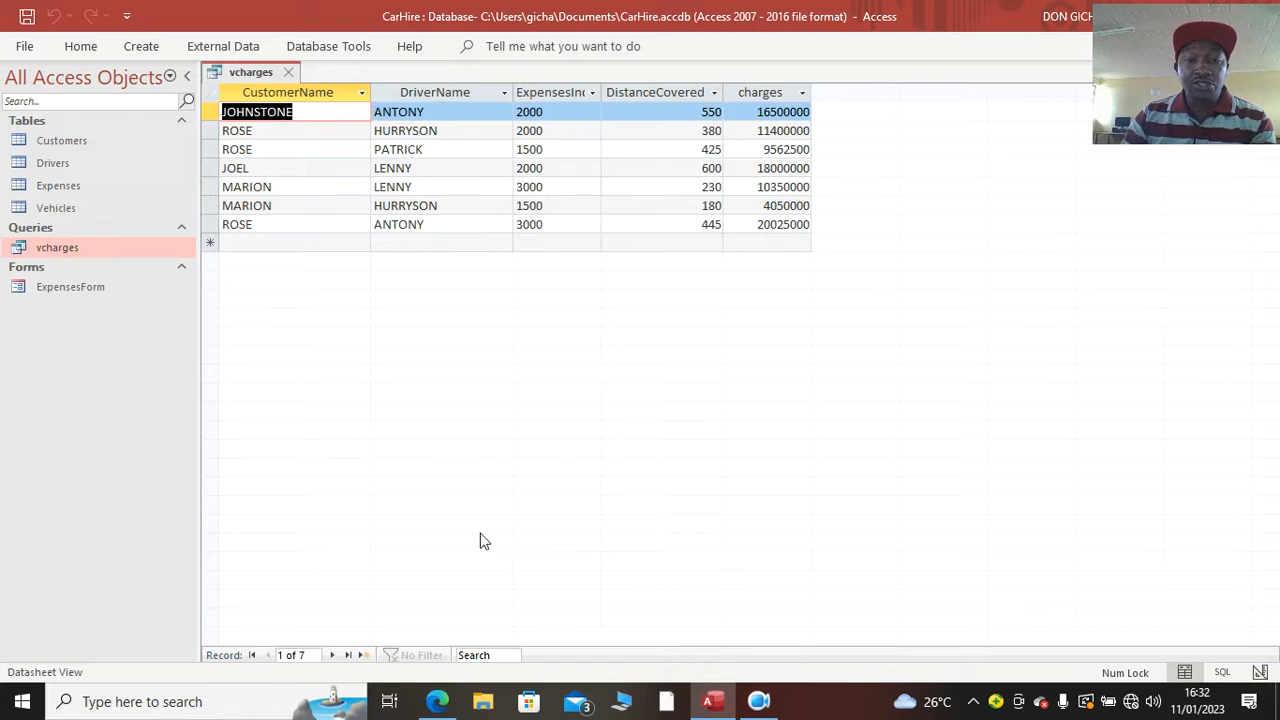 CarHire : Database- C:\Users\gicha\Documents\CarHire.accdb (Access 2007 - 2016 file format) - Access
DON GICH
File Home Create External Data Database Tools Help Tell me what you want to do
All Access Objects
Search...
Tables
Customers
Drivers
Expenses
Vehicles
Queries
vcharges
Forms
ExpensesForm
vcharges
CustomerName DriverName ExpensesInc DistanceCovered charges
JOHNSTONE ANTONY 2000 550 16500000
ROSE HURRYSON 2000 380 11400000
ROSE PATRICK 1500 425 9562500
JOEL LENNY 2000 600 18000000
MARION LENNY 3000 230 10350000
MARION HURRYSON 1500 180 4050000
ROSE ANTONY 3000 445 20025000
Record: 1 of 7 No Filter Search
Datasheet View
Num Lock
SQL
Type here to search
3
26°C
16:32
11/01/2023